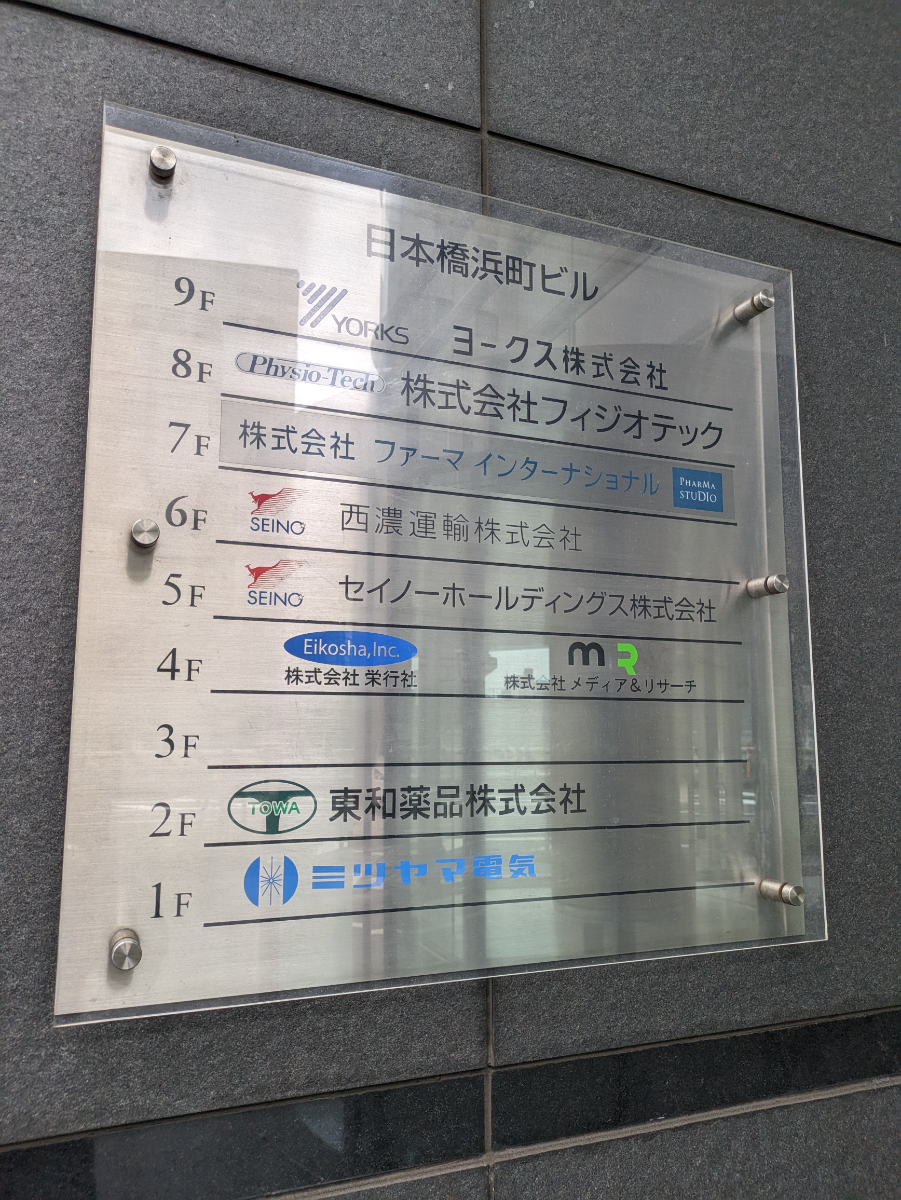 日本橋浜町ビル
9F YORKS ヨークス株式会社
8F Physio-Tech 株式会社フィジオテック
7F 株式会社 ファーマ インターナショナル PHARMA STUDIO
6F SEINO 西濃運輸株式会社
5F SEINO セイノーホールディングス株式会社
4F Eikosha,Inc. 株式会社 栄行社 mR 株式会社 メディア&リサーチ
3F
2F TOWA 東和薬品株式会社
1F ミツヤマ電気